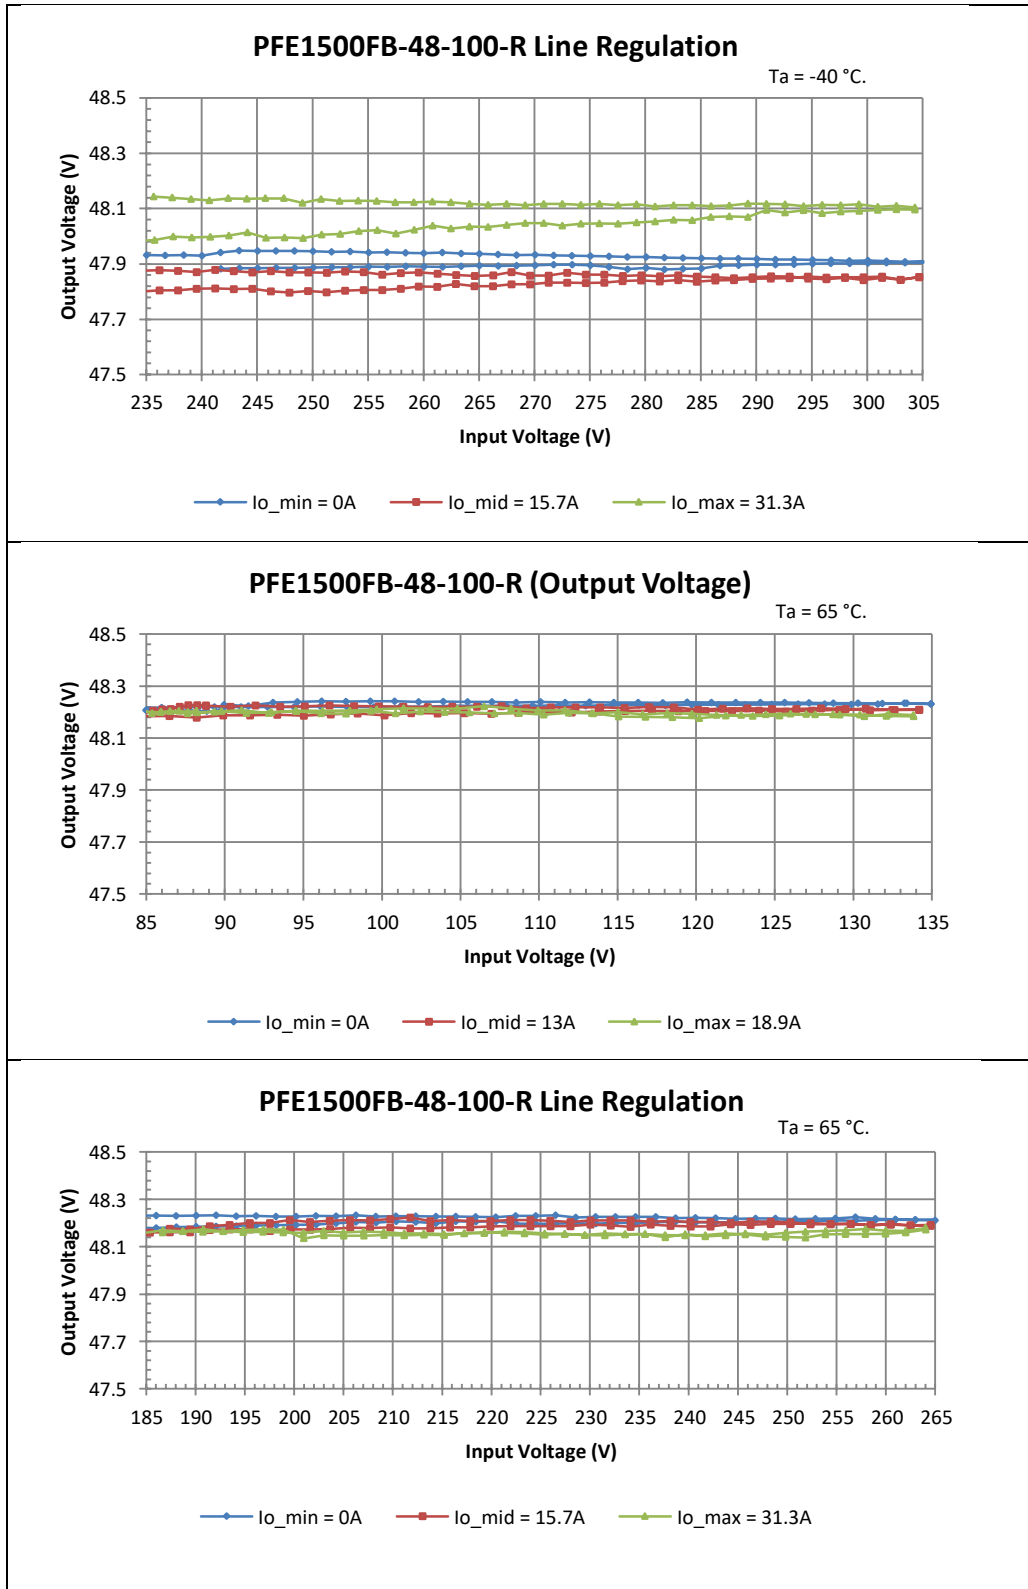 PFE1500FB-48-100-R Line Regulation
Ta = -40 °C.
Output Voltage (V)
48.5
48.3
48.1
47.9
47.7
47.5
235 240 245 250 255 260 265 270 275 280 285 290 295 300 305
Input Voltage (V)
Io_min = 0A Io_mid = 15.7A Io_max = 31.3A
PFE1500FB-48-100-R (Output Voltage)
Ta = 65 °C.
Output Voltage (V)
48.5
48.3
48.1
47.9
47.7
47.5
85 90 95 100 105 110 115 120 125 130 135
Input Voltage (V)
Io_min = 0A Io_mid = 13A Io_max = 18.9A
PFE1500FB-48-100-R Line Regulation
Ta = 65 °C.
Output Voltage (V)
48.5
48.3
48.1
47.9
47.7
47.5
185 190 195 200 205 210 215 220 225 230 235 240 245 250 255 260 265
Input Voltage (V)
Io_min = 0A Io_mid = 15.7A Io_max = 31.3A